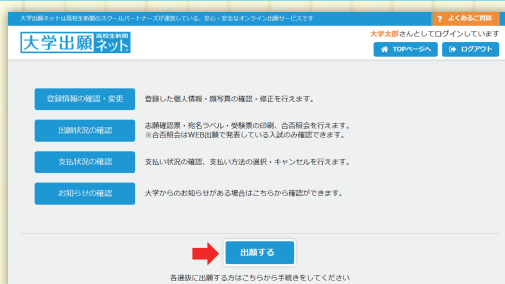 大学出願ネットは高校生新聞のスクールパートナーズが運営している、安心・安全なオンライン出願サービスです
? よくあるご質問
大学出願 高校生新聞 ネット
大学太郎さんとしてログインしています
TOPページへ
ログアウト
登録情報の確認・変更
登録した個人情報・顔写真の確認・修正を行えます。
出願状況の確認
志願確認票・宛名ラベル・受験票の印刷、合否照会を行えます。
※合否照会はWEB出願で発表している入試のみ確認できます。
支払状況の確認
支払い状況の確認、支払い方法の選択・キャンセルを行えます。
お知らせの確認
大学からのお知らせがある場合はこちらから確認ができます。
出願する
各選抜に出願する方はこちらから手続きをしてください